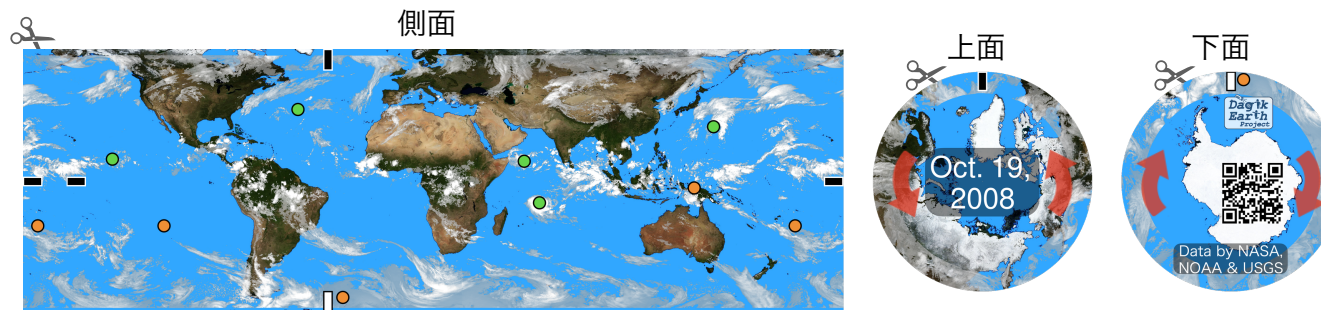 側面
上面
下面
Oct. 19,
2008
Dagik
Earth
Project
Data by NASA,
NOAA & USGS